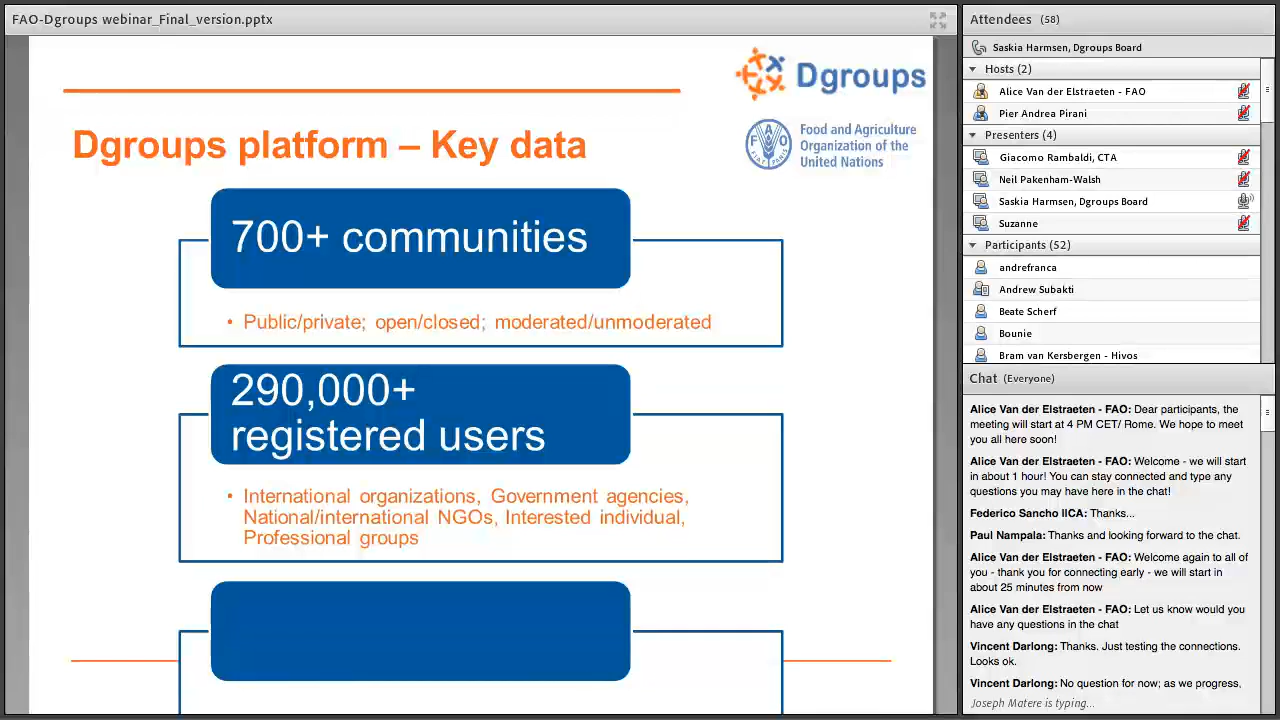 FAO-Dgroups webinar_Final_version.pptx
Dgroups
Dgroups platform – Key data
F A O
FIAT PANIS
Food and Agriculture
Organization of the
United Nations
700+ communities
• Public/private; open/closed; moderated/unmoderated
290,000+
registered users
• International organizations, Government agencies,
National/international NGOs, Interested individual,
Professional groups
Attendees (58)
Saskia Harmsen, Dgroups Board
Hosts (2)
Alice Van der Elstraeten - FAO
Pier Andrea Pirani
Presenters (4)
Giacomo Rambaldi, CTA
Neil Pakenham-Walsh
Saskia Harmsen, Dgroups Board
Suzanne
Participants (52)
andrefranca
Andrew Subakti
Beate Scherf
Bounie
Bram van Kersbergen - Hivos
Chat (Everyone)
Alice Van der Elstraeten - FAO: Dear participants, the
meeting will start at 4 PM CET/ Rome. We hope to meet
you all here soon!
Alice Van der Elstraeten - FAO: Welcome - we will start
in about 1 hour! You can stay connected and type any
questions you may have here in the chat!
Federico Sancho IICA: Thanks...
Paul Nampala: Thanks and looking forward to the chat.
Alice Van der Elstraeten - FAO: Welcome again to all of
you - thank you for connecting early - we will start in
about 25 minutes from now
Alice Van der Elstraeten - FAO: Let us know would you
have any questions in the chat
Vincent Darlong: Thanks. Just testing the connections.
Looks ok.
Vincent Darlong: No question for now; as we progress,
Joseph Matere is typing...